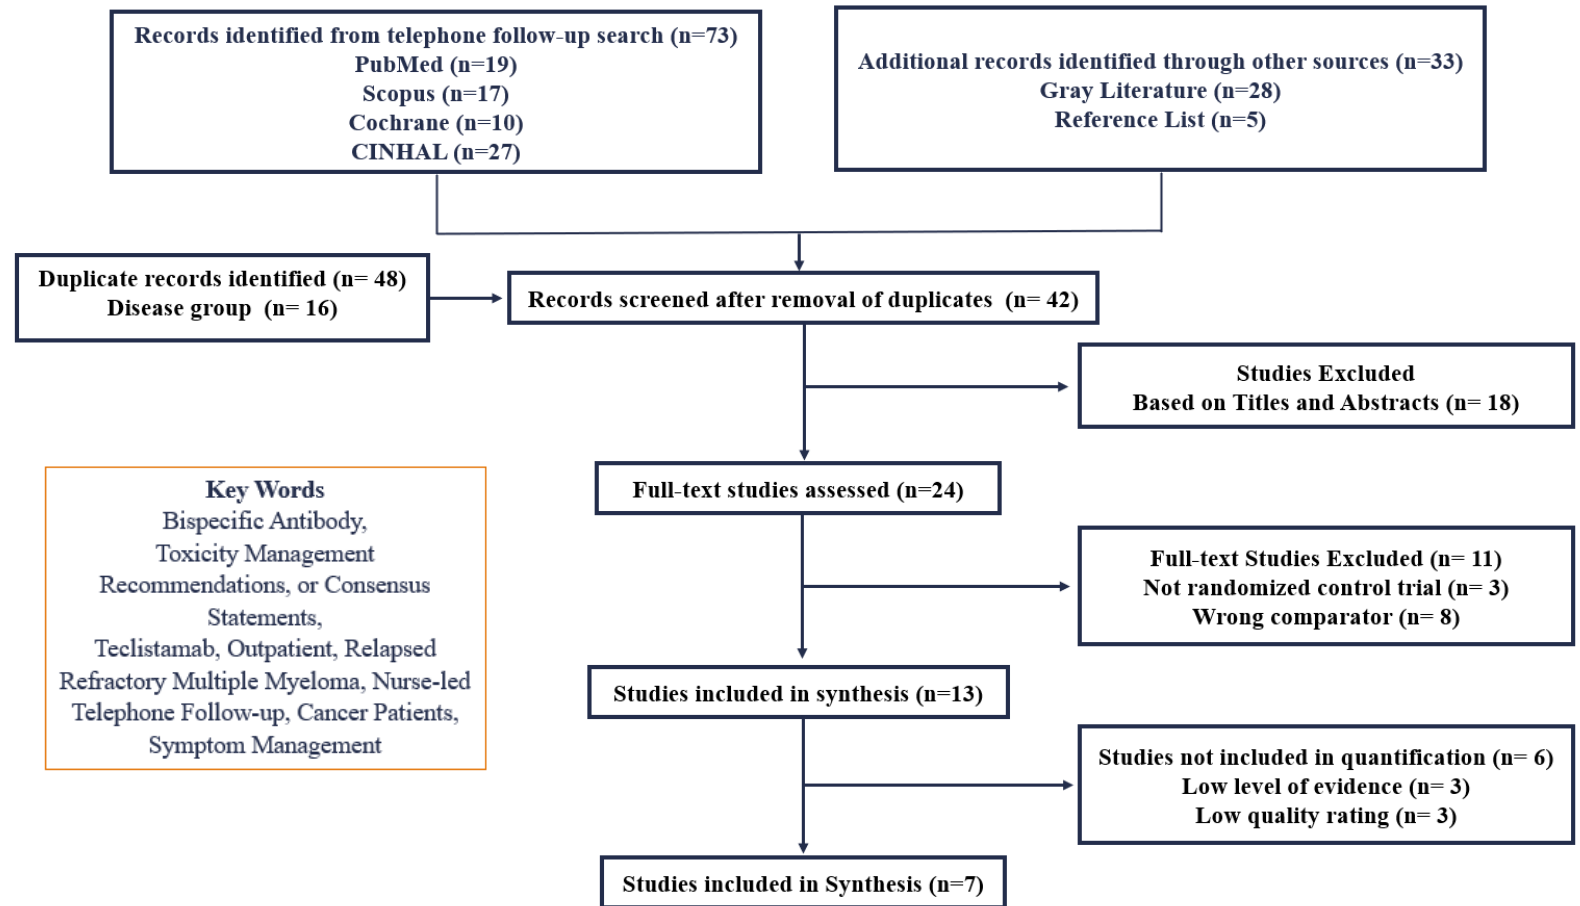 Records identified from telephone follow-up search (n=73)
PubMed (n=19)
Scopus (n=17)
Cochrane (n=10)
CINHAL (n=27)
Additional records identified through other sources (n=33)
Gray Literature (n=28)
Reference List (n=5)
Duplicate records identified (n= 48)
Disease group (n= 16)
Records screened after removal of duplicates (n= 42)
Studies Excluded
Based on Titles and Abstracts (n= 18)
Full-text studies assessed (n=24)
Key Words
Bispecific Antibody,
Toxicity Management
Recommendations, or Consensus
Statements,
Teclistamab, Outpatient, Relapsed
Refractory Multiple Myeloma, Nurse-led
Telephone Follow-up, Cancer Patients,
Symptom Management
Full-text Studies Excluded (n= 11)
Not randomized control trial (n= 3)
Wrong comparator (n= 8)
Studies included in synthesis (n=13)
Studies not included in quantification (n= 6)
Low level of evidence (n= 3)
Low quality rating (n= 3)
Studies included in Synthesis (n=7)